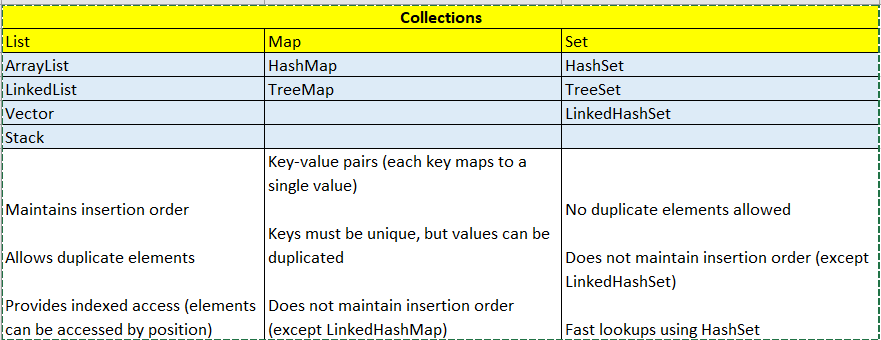 Collections
List Map Set
ArrayList HashMap HashSet
LinkedList TreeMap TreeSet
Vector LinkedHashSet
Stack
Maintains insertion order
Allows duplicate elements
Provides indexed access (elements
can be accessed by position)
Key-value pairs (each key maps to a
single value)
Keys must be unique, but values can be
duplicated
Does not maintain insertion order
(except LinkedHashMap)
No duplicate elements allowed
Does not maintain insertion order (except
LinkedHashSet)
Fast lookups using HashSet